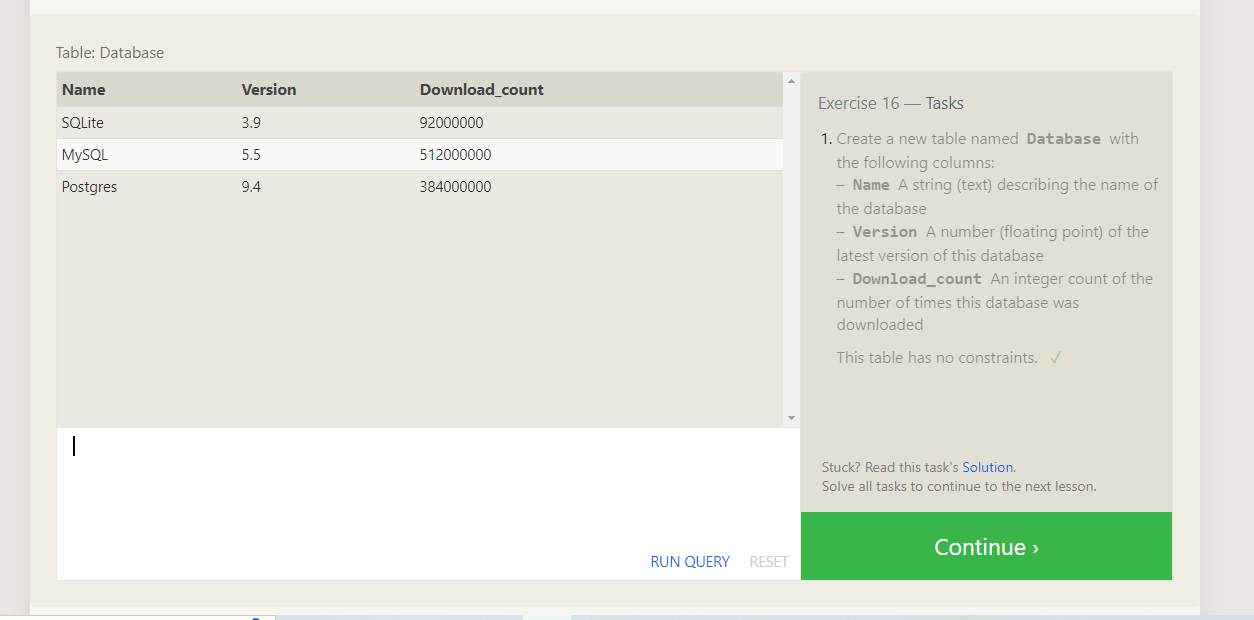 Table: Database
Name Version Download_count
SQLite 3.9 92000000
MySQL 5.5 512000000
Postgres 9.4 384000000
RUN QUERY RESET
Exercise 16 — Tasks
1. Create a new table named Database with
the following columns:
– Name A string (text) describing the name of
the database
– Version A number (floating point) of the
latest version of this database
– Download_count An integer count of the
number of times this database was
downloaded
This table has no constraints. ✓
Stuck? Read this task's Solution.
Solve all tasks to continue to the next lesson.
Continue ›